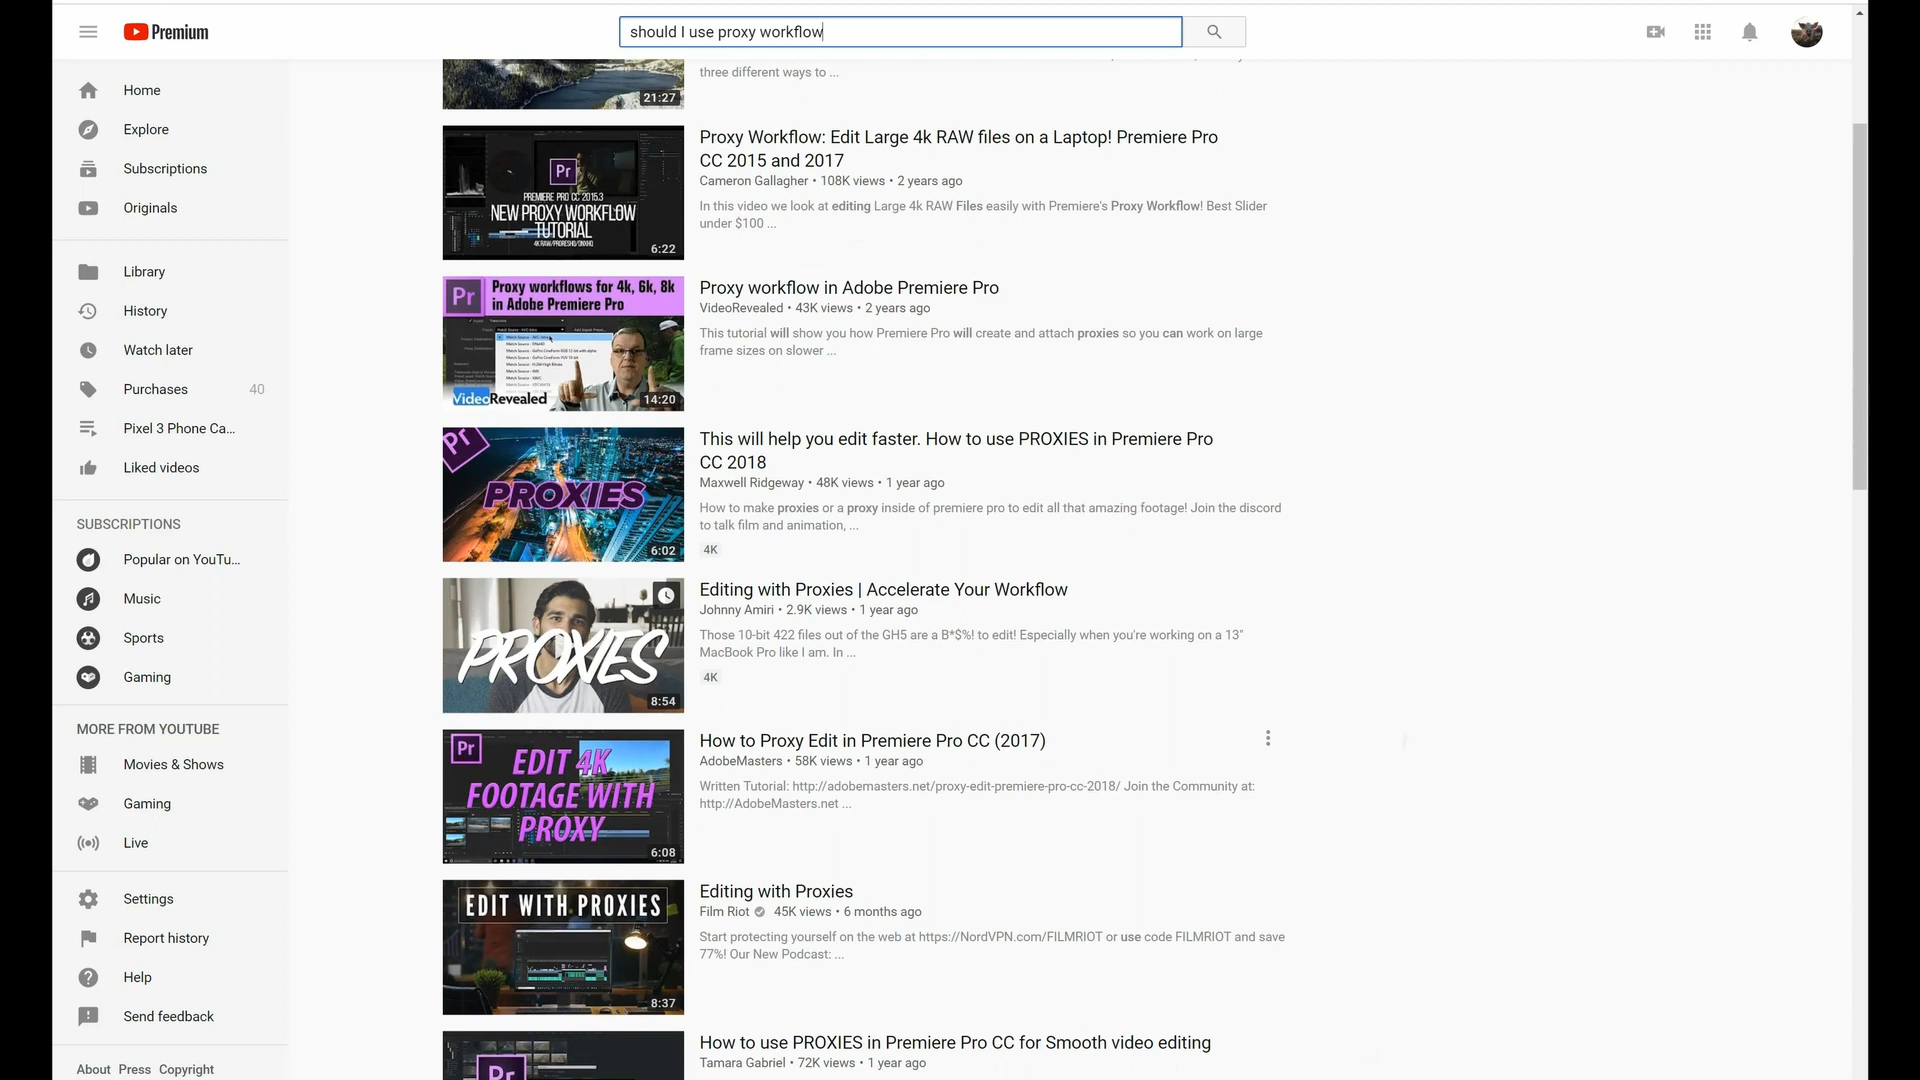 Premium
should I use proxy workflow
Home
Explore
Subscriptions
Originals
Library
History
Watch later
Purchases 40
Pixel 3 Phone Ca...
Liked videos
SUBSCRIPTIONS
Popular on YouTu...
Music
Sports
Gaming
MORE FROM YOUTUBE
Movies & Shows
Gaming
Live
Settings
Report history
Help
Send feedback
About Press Copyright
three different ways to ...
21:27
Pr
PREMIERE PRO CC 2015.3
NEW PROXY WORKFLOW
TUTORIAL
4K RAW/PRORESHQ/DNXHQ
6:22
Proxy Workflow: Edit Large 4k RAW files on a Laptop! Premiere Pro
CC 2015 and 2017
Cameron Gallagher • 108K views • 2 years ago
In this video we look at editing Large 4k RAW Files easily with Premiere's Proxy Workflow! Best Slider
under $100 ...
Pr
Proxy workflows for 4k, 6k, 8k
in Adobe Premiere Pro
VideoRevealed
14:20
Proxy workflow in Adobe Premiere Pro
VideoRevealed • 43K views • 2 years ago
This tutorial will show you how Premiere Pro will create and attach proxies so you can work on large
frame sizes on slower ...
Pr
PROXIES
6:02
This will help you edit faster. How to use PROXIES in Premiere Pro
CC 2018
Maxwell Ridgeway • 48K views • 1 year ago
How to make proxies or a proxy inside of premiere pro to edit all that amazing footage! Join the discord
to talk film and animation, ...
4K
PROXIES
8:54
Editing with Proxies | Accelerate Your Workflow
Johnny Amiri • 2.9K views • 1 year ago
Those 10-bit 422 files out of the GH5 are a B*$%! to edit! Especially when you're working on a 13"
MacBook Pro like I am. In ...
4K
Pr
EDIT 4K
FOOTAGE WITH
PROXY
6:08
How to Proxy Edit in Premiere Pro CC (2017)
AdobeMasters • 58K views • 1 year ago
Written Tutorial: http://adobemasters.net/proxy-edit-premiere-pro-cc-2018/ Join the Community at:
http://AdobeMasters.net ...
EDIT WITH PROXIES
8:37
Editing with Proxies
Film Riot 45K views • 6 months ago
Start protecting yourself on the web at https://NordVPN.com/FILMRIOT or use code FILMRIOT and save
77%! Our New Podcast: ...
Pr
How to use PROXIES in Premiere Pro CC for Smooth video editing
Tamara Gabriel • 72K views • 1 year ago